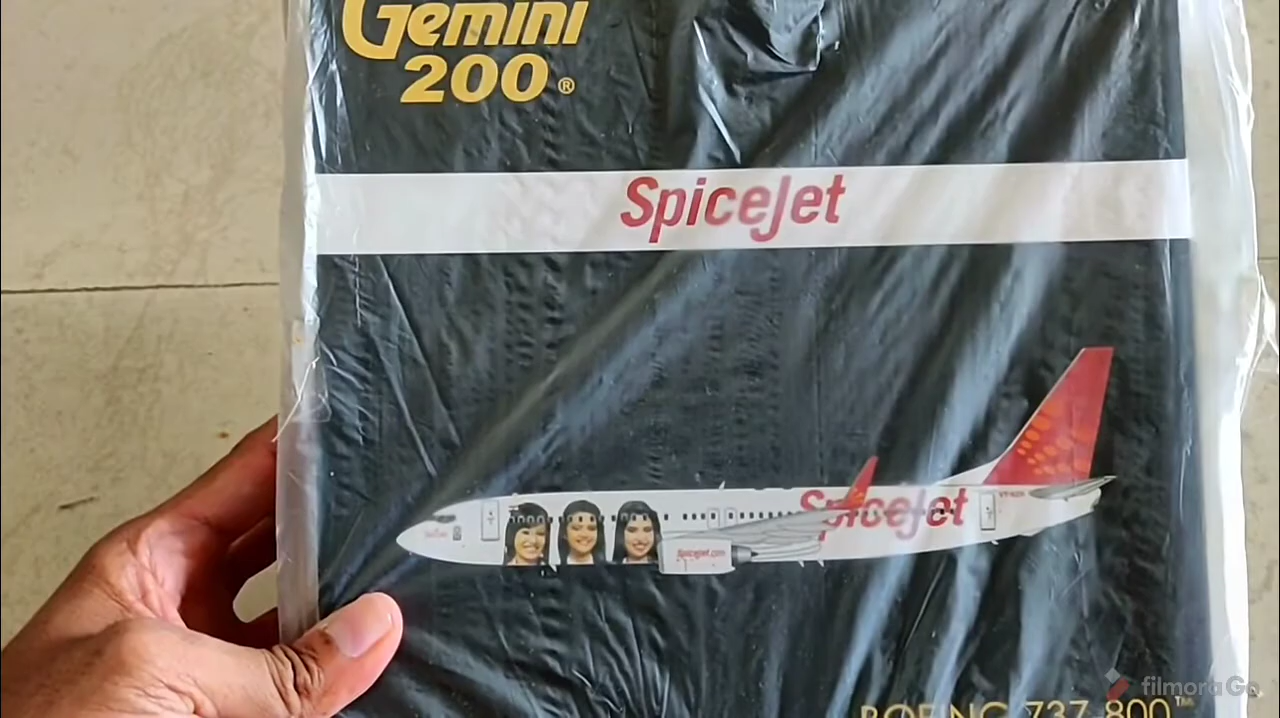 Gemini
200®
SpiceJet
SpiceJet
SpiceJet.com
BOEING 737-800™
filmoraGo